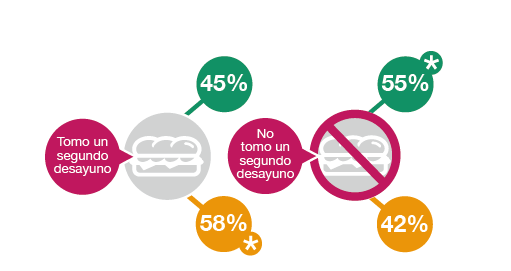 45%
Tomo un
segundo
desayuno
58%
*
55%
*
No
tomo un
segundo
desayuno
42%